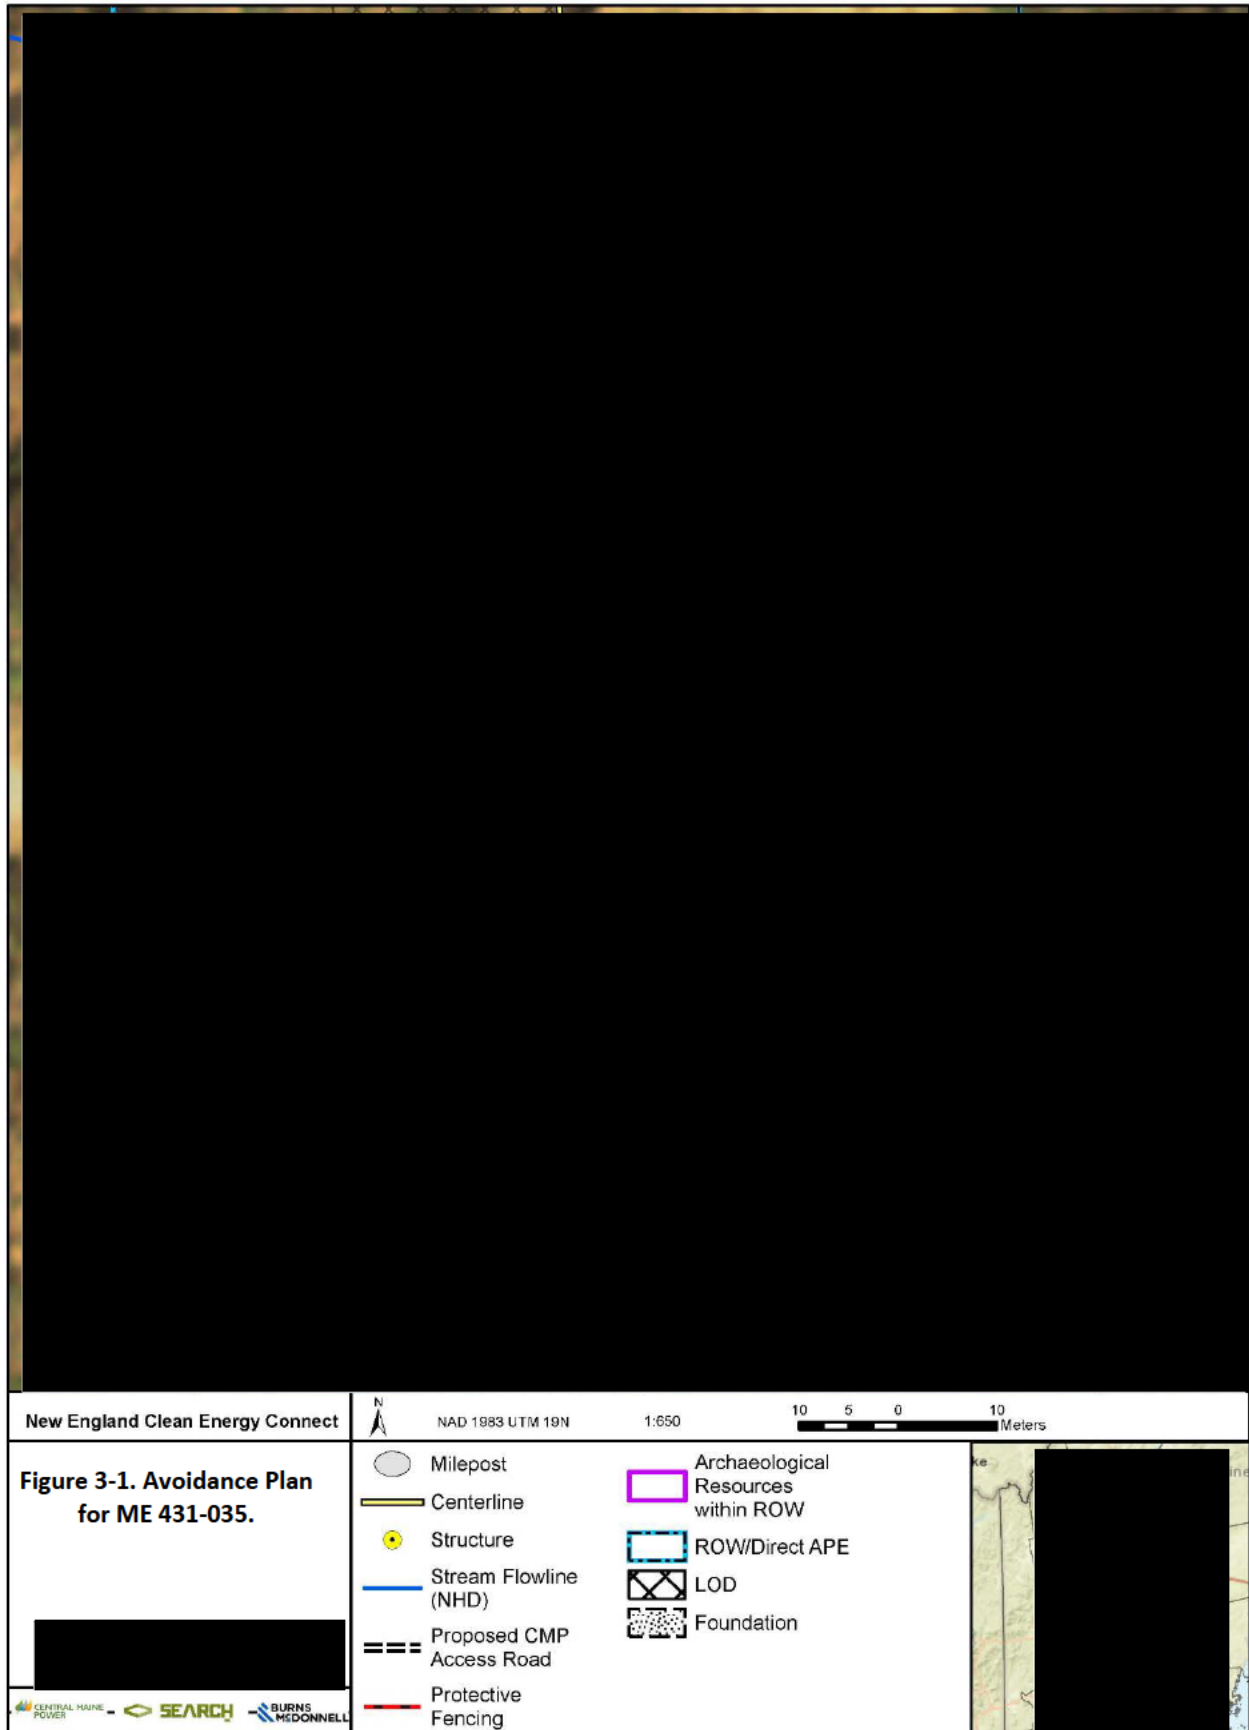 New England Clean Energy Connect
N
NAD 1983 UTM 19N
1:650
10 5 0 10
Meters
Figure 3-1. Avoidance Plan
for ME 431-035.
Milepost
Centerline
Structure
Stream Flowline
(NHD)
Proposed CMP
Access Road
Protective
Fencing
Archaeological
Resources
within ROW
ROW/Direct APE
LOD
Foundation
ke
ine
CENTRAL MAINE
POWER
SEARCH
BURNS
MCDONNELL